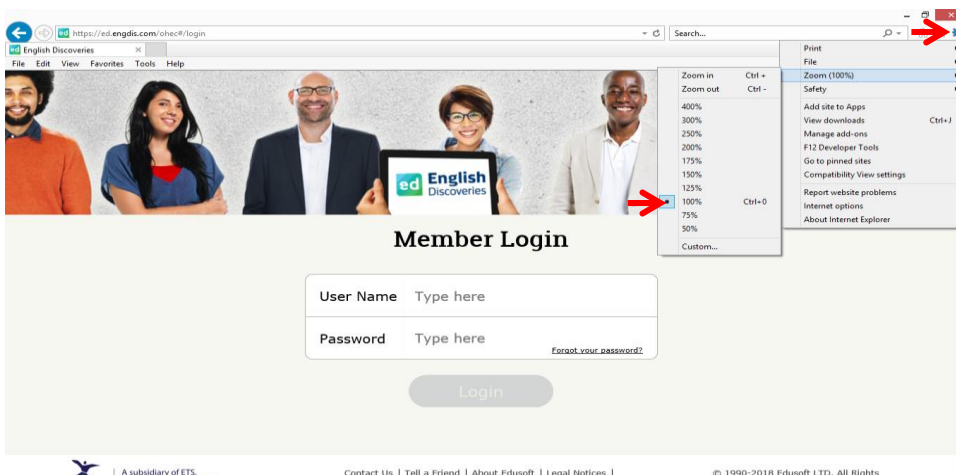 https://ed.engdis.com/ohec#/login
Search...
English Discoveries
File Edit View Favorites Tools Help
Print
File
Zoom (100%)
Safety
Add site to Apps
View downloads Ctrl+J
Manage add-ons
F12 Developer Tools
Go to pinned sites
Compatibility View settings
Report website problems
Internet options
About Internet Explorer
Zoom in Ctrl +
Zoom out Ctrl -
400%
300%
250%
200%
175%
150%
125%
100% Ctrl+0
75%
50%
Custom...
ed English
Discoveries
Member Login
User Name Type here
Password Type here
Forgot your password?
Login
A subsidiary of ETS.
Contact Us | Tell a Friend | About Edusoft | Legal Notices |
© 1990-2018 Edusoft LTD. All Rights